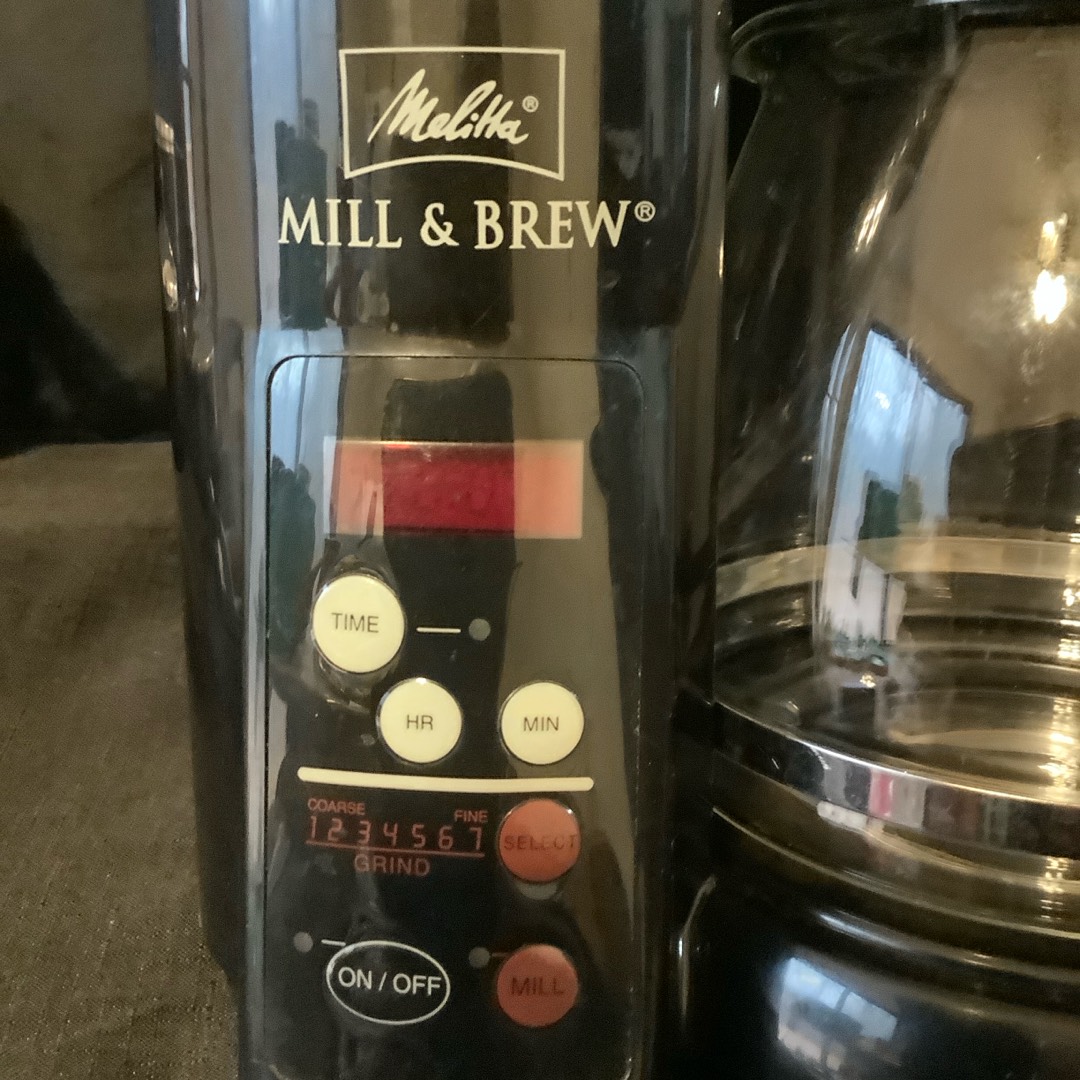 Melitta®
MILL & BREW®
TIME
HR
MIN
COARSE
FINE
1 2 3 4 5 6 7
SELECT
GRIND
ON / OFF
MILL